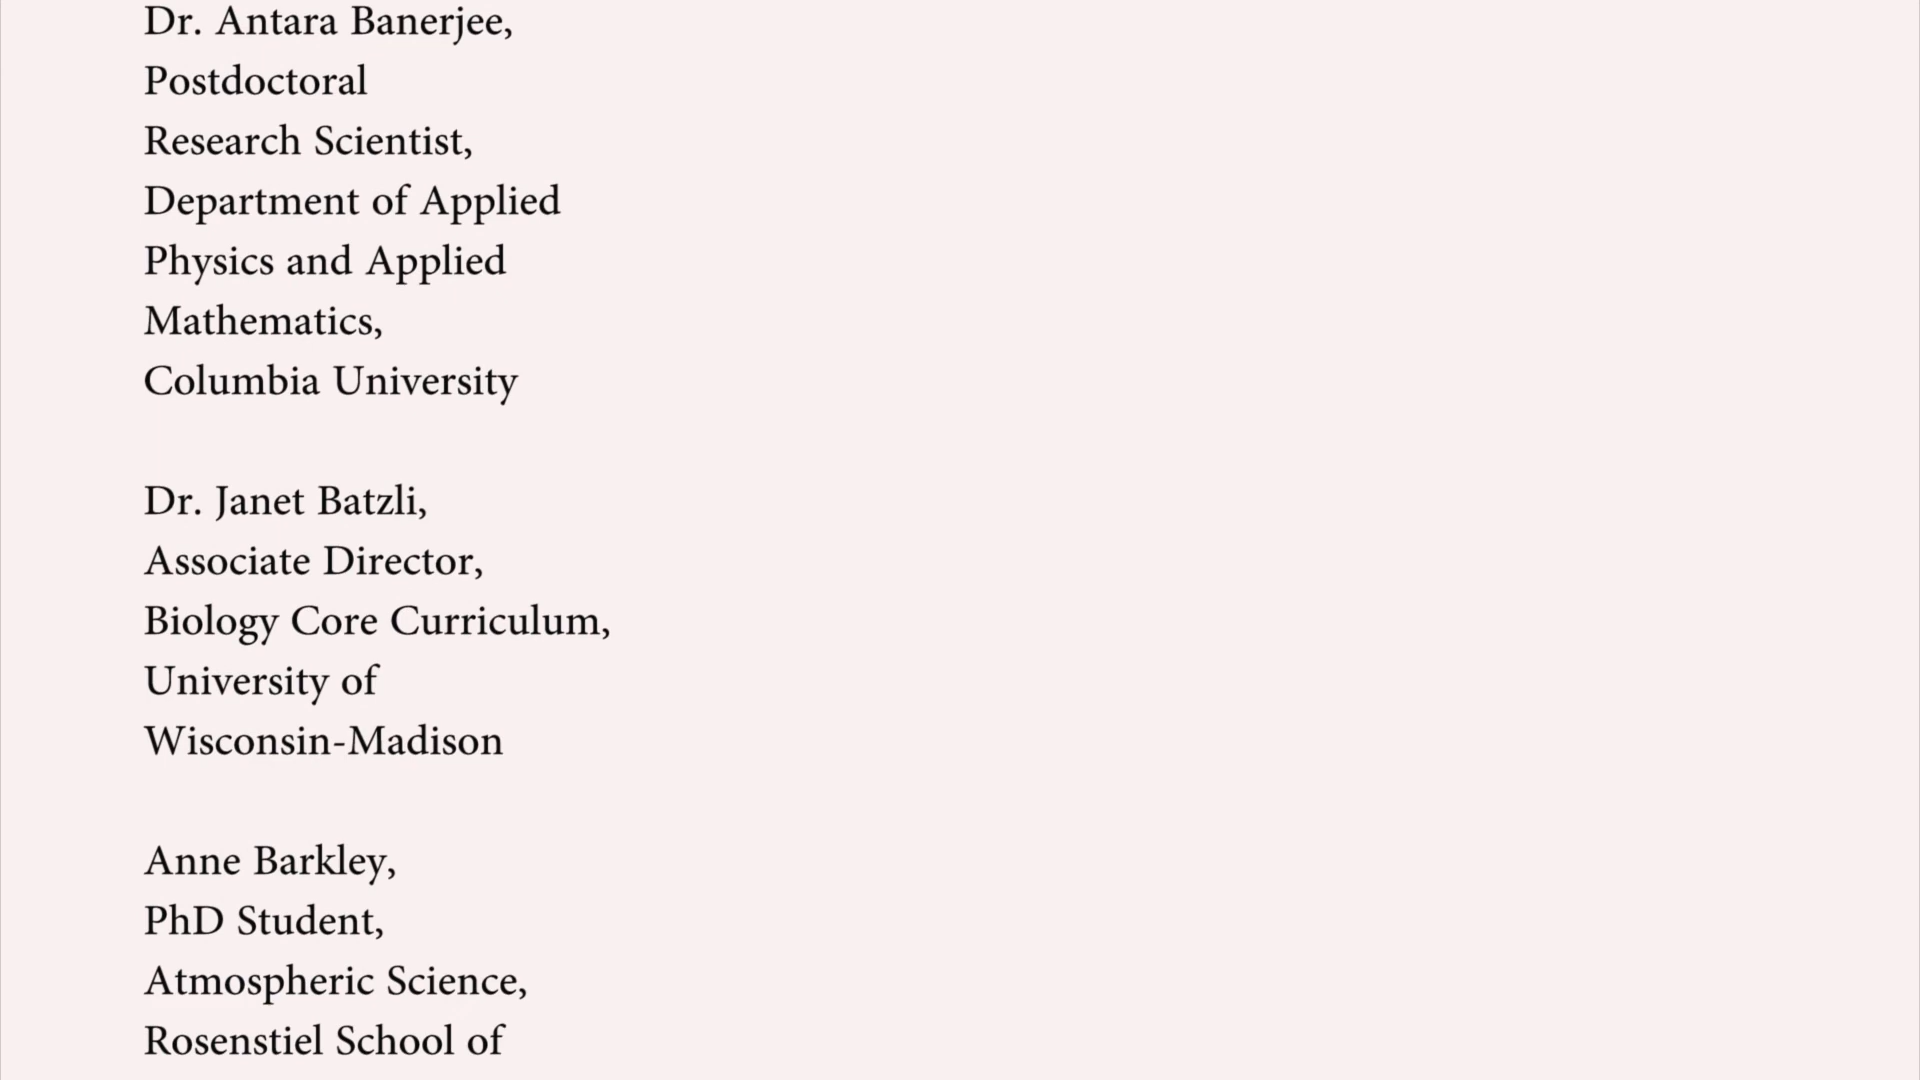 Dr. Antara Banerjee,
Postdoctoral
Research Scientist,
Department of Applied
Physics and Applied
Mathematics,
Columbia University
Dr. Janet Batzli,
Associate Director,
Biology Core Curriculum,
University of
Wisconsin-Madison
Anne Barkley,
PhD Student,
Atmospheric Science,
Rosenstiel School of